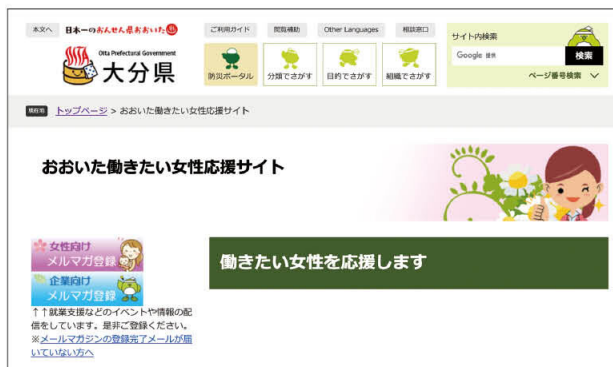 本文へ
日本一のおんせん県おおいた♨
ご利用ガイド
閲覧補助
Other Languages
相談窓口
サイト内検索
Oita Prefectural Government
大分県
防災ポータル
分類でさがす
目的でさがす
組織でさがす
Google 提供
検索
ページ番号検索
現在地 トップページ > おおいた働きたい女性応援サイト
おおいた働きたい女性応援サイト
女性向け
メルマガ登録
企業向け
メルマガ登録
働きたい女性を応援します
↑↑就業支援などのイベントや情報の配
信をしています。是非ご登録ください。
※メールマガジンの登録完了メールが届
いていない方へ